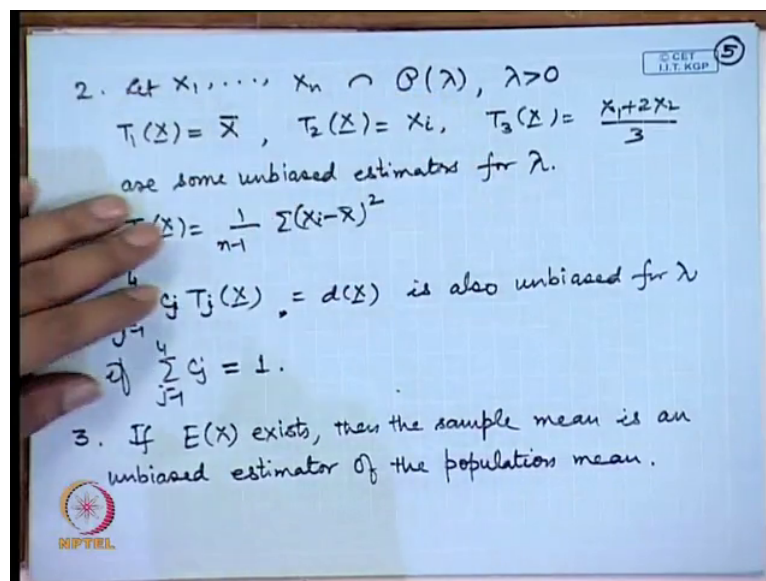 © CET
I.I.T. KGP
5
2. Let X1, ..., Xn ∩ P(λ), λ>0
T1(X) = X̄, T2(X) = Xi, T3(X) = (X1+2X2)/3
are some unbiased estimators for λ.
(X) = 1/(n-1) Σ(Xi-X̄)²
4
cj Tj(X) = d(X) is also unbiased for λ
if Σ_{j=1}^{4} cj = 1.
3. If E(X) exists, then the sample mean is an
unbiased estimator of the population mean.
NPTEL